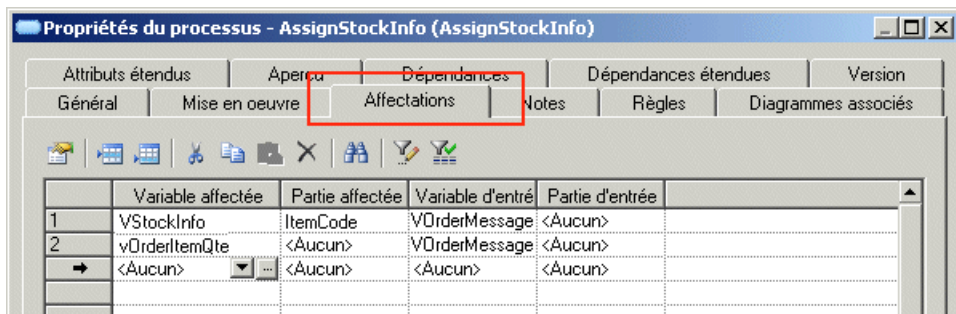 Propriétés du processus - AssignStockInfo (AssignStockInfo)
Attributs étendus Aperçu Dépendances Dépendances étendues Version
Général Mise en oeuvre Affectations Notes Règles Diagrammes associés
Variable affectée Partie affectée Variable d'entré Partie d'entrée
1 VStockInfo ItemCode VOrderMessage <Aucun>
2 vOrderItemQte <Aucun> VOrderMessage <Aucun>
<Aucun> ... <Aucun> <Aucun> <Aucun>